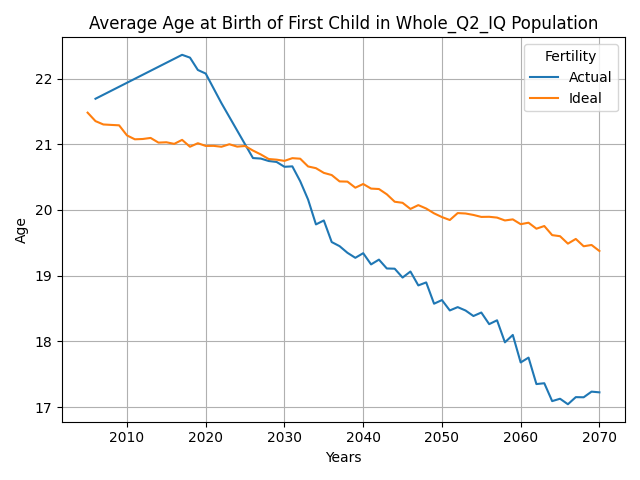 Average Age at Birth of First Child in Whole_Q2_IQ Population
Fertility
Actual
Ideal
Age
22
21
20
19
18
17
2010 2020 2030 2040 2050 2060 2070
Years